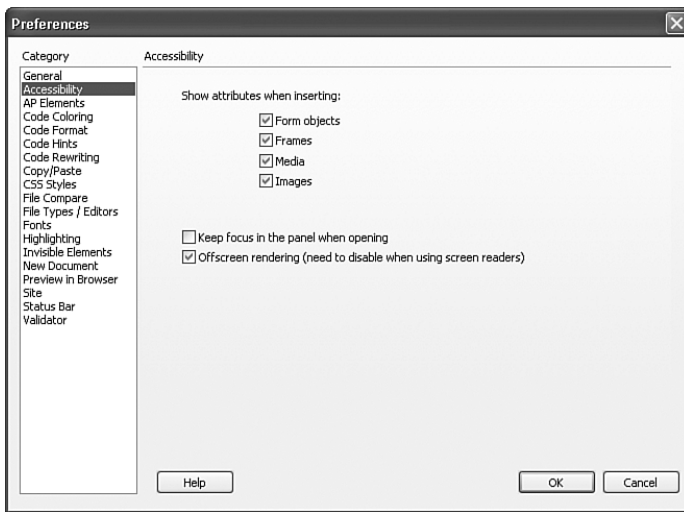 Preferences
Category
General
Accessibility
AP Elements
Code Coloring
Code Format
Code Hints
Code Rewriting
Copy/Paste
CSS Styles
File Compare
File Types / Editors
Fonts
Highlighting
Invisible Elements
New Document
Preview in Browser
Site
Status Bar
Validator
Accessibility
Show attributes when inserting:
Form objects
Frames
Media
Images
Keep focus in the panel when opening
Offscreen rendering (need to disable when using screen readers)
Help
OK
Cancel